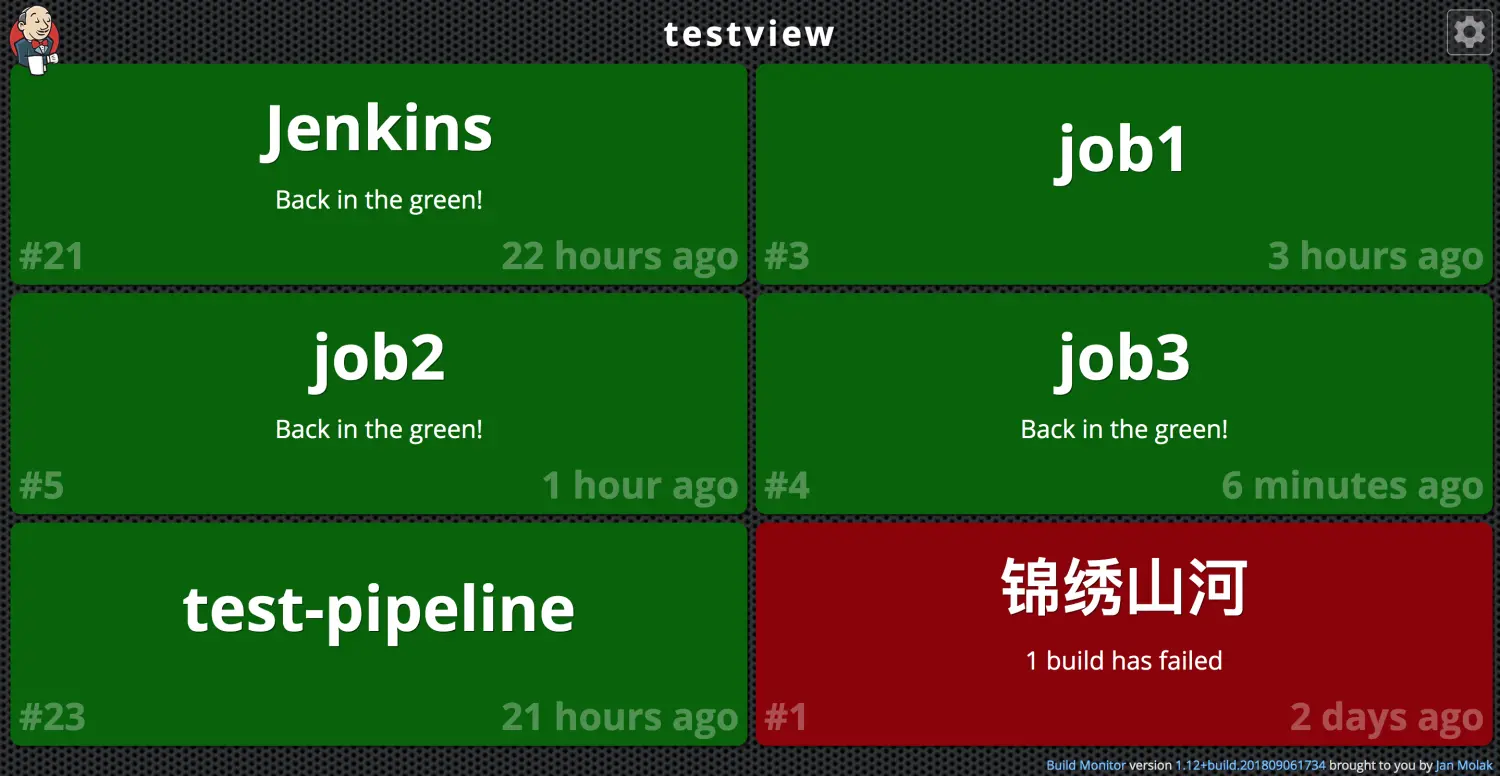 testview
Jenkins
Back in the green!
#21 22 hours ago
job1
#3 3 hours ago
job2
Back in the green!
#5 1 hour ago
job3
Back in the green!
#4 6 minutes ago
test-pipeline
#23 21 hours ago
锦绣山河
1 build has failed
#1 2 days ago
Build Monitor version 1.12+build.201809061734 brought to you by Jan Molak